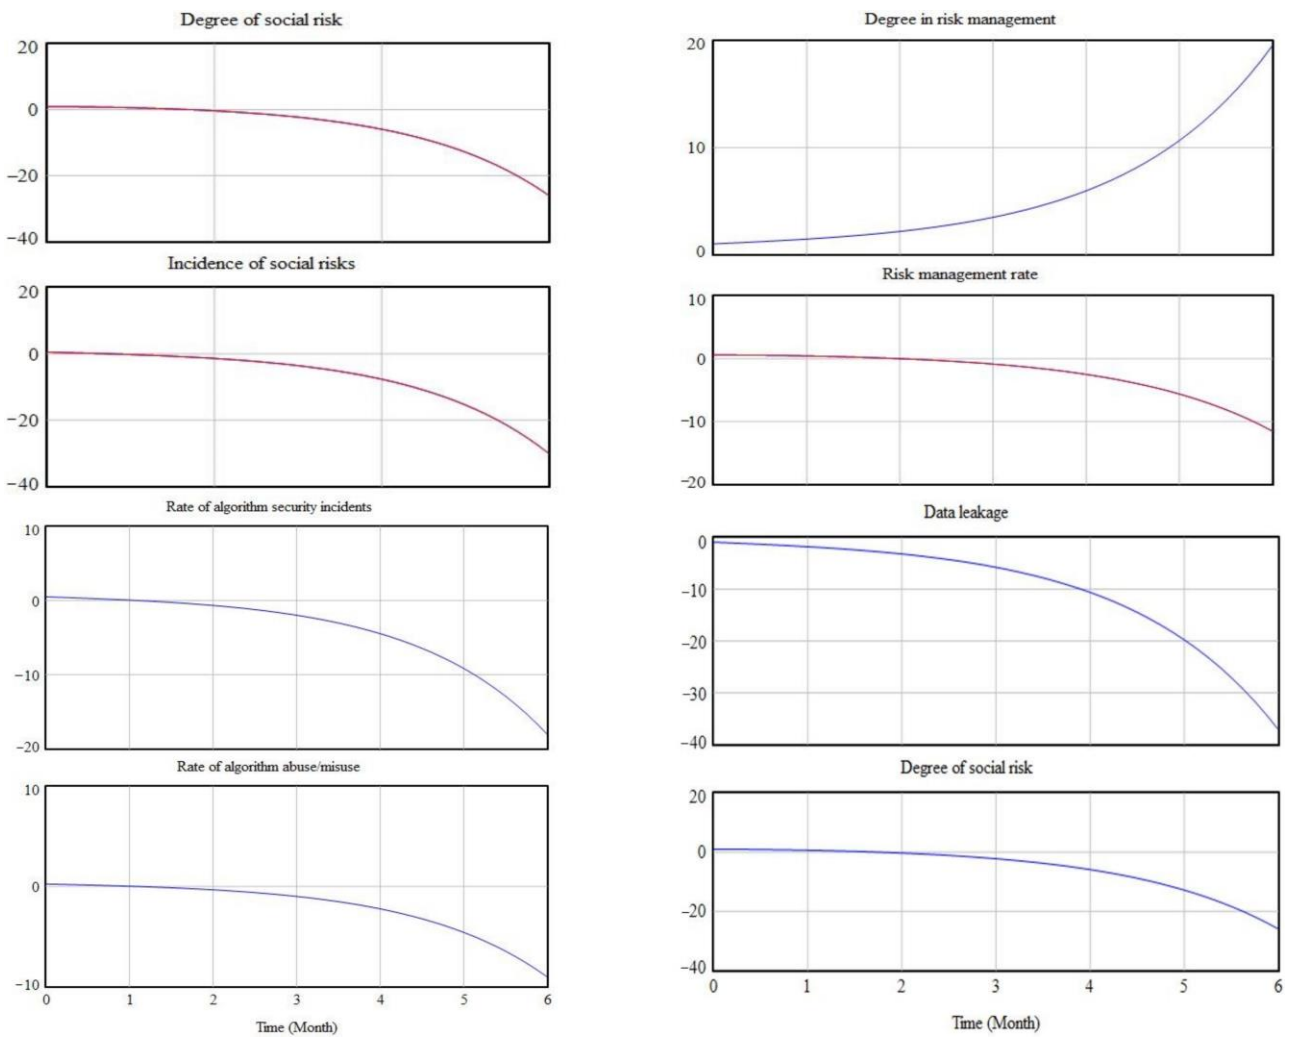 Degree of social risk
20
0
−20
−40
Incidence of social risks
20
0
−20
−40
Rate of algorithm security incidents
10
0
−10
−20
Rate of algorithm abuse/misuse
10
0
−10
0 1 2 3 4 5 6
Time (Month)
Degree in risk management
20
10
0
Risk management rate
10
0
−10
−20
Data leakage
0
−10
−20
−30
−40
Degree of social risk
20
0
−20
−40
0 1 2 3 4 5 6
Time (Month)